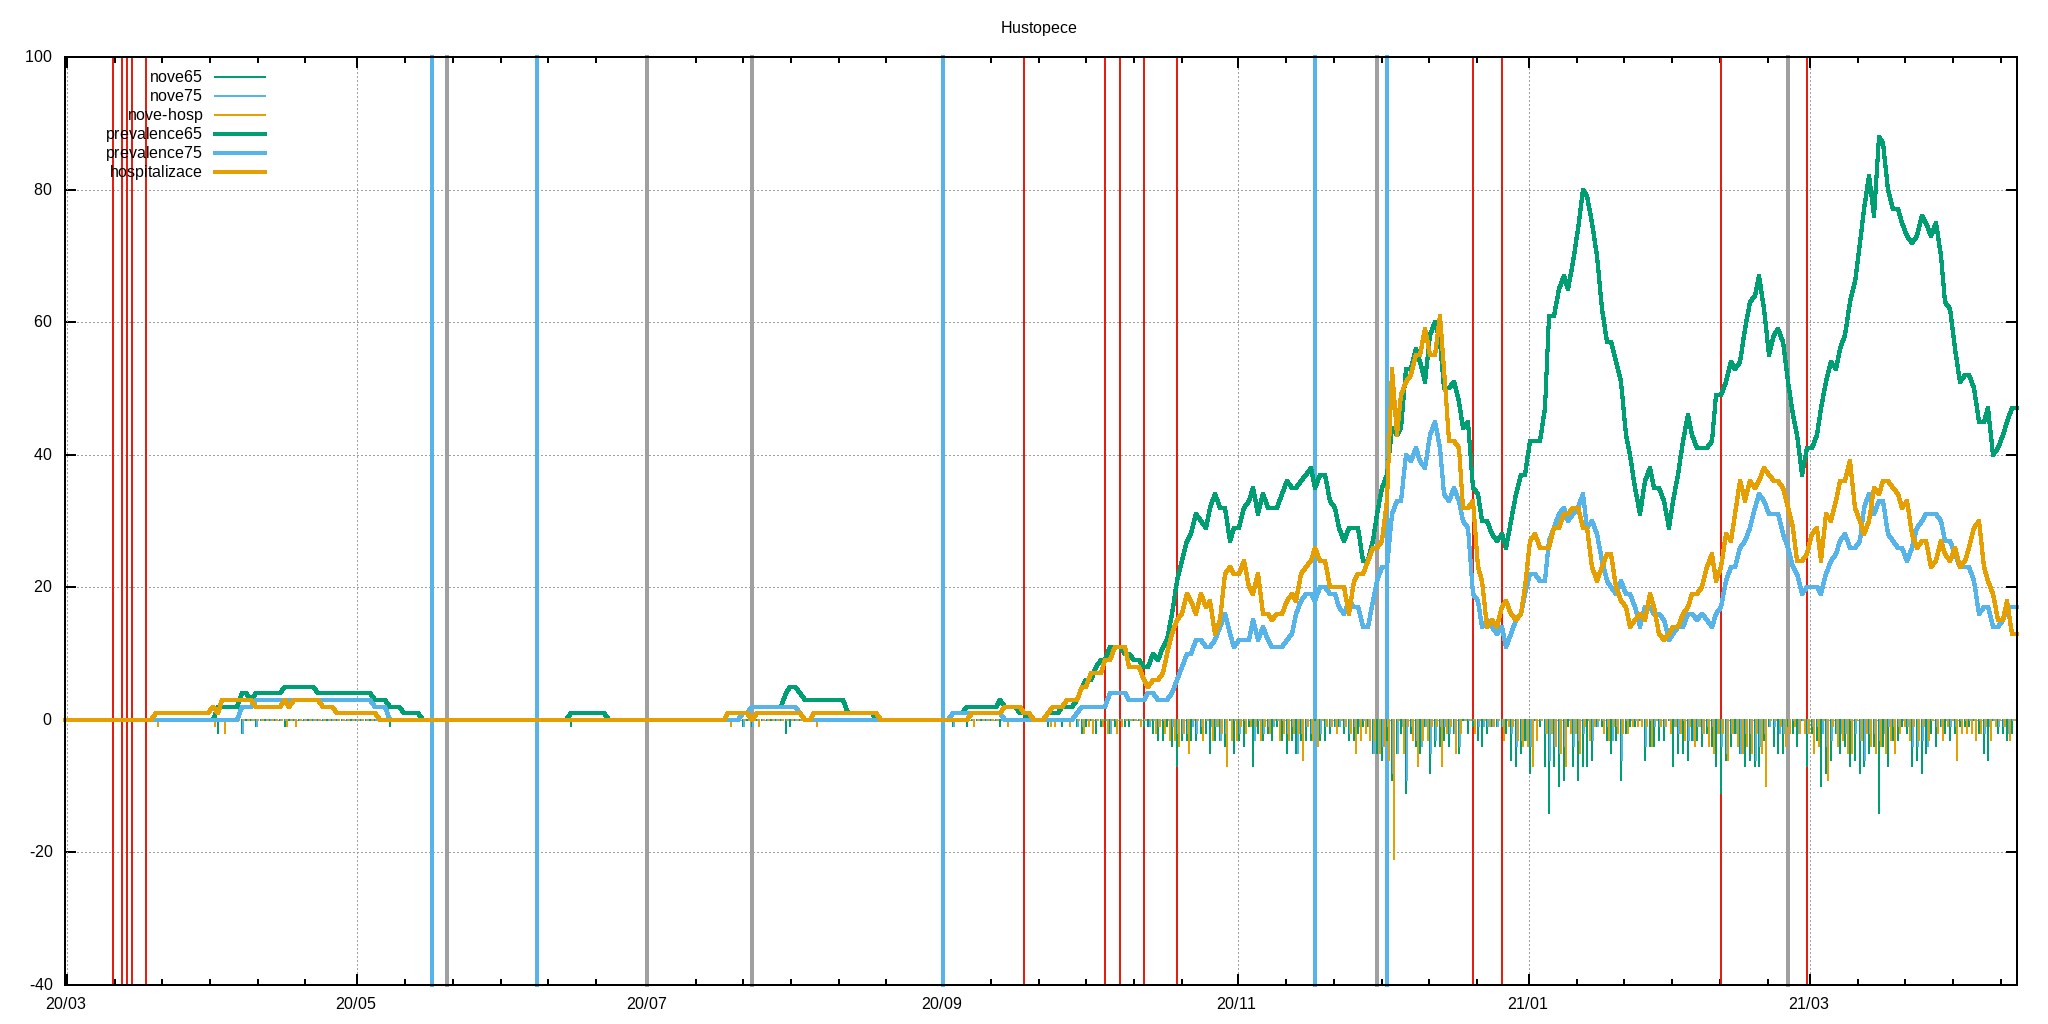 Hustopece
100
80
60
40
20
0
-20
-40
nove65
nove75
nove-hosp
prevalence65
prevalence75
hospitalizace
20/03 20/05 20/07 20/09 20/11 21/01 21/03